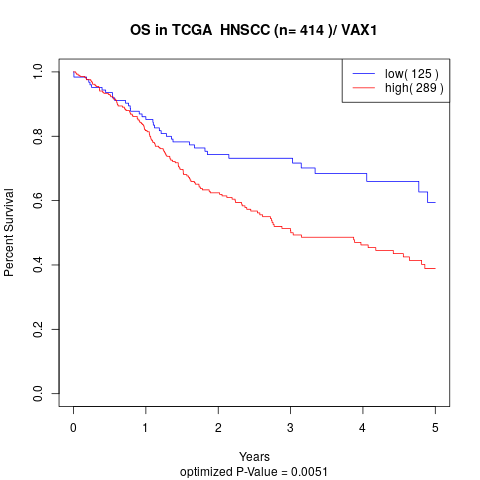 OS in TCGA HNSCC (n= 414 )/ VAX1
low( 125 )
high( 289 )
Percent Survival
1.0
0.8
0.6
0.4
0.2
0.0
0 1 2 3 4 5
Years
optimized P-Value = 0.0051